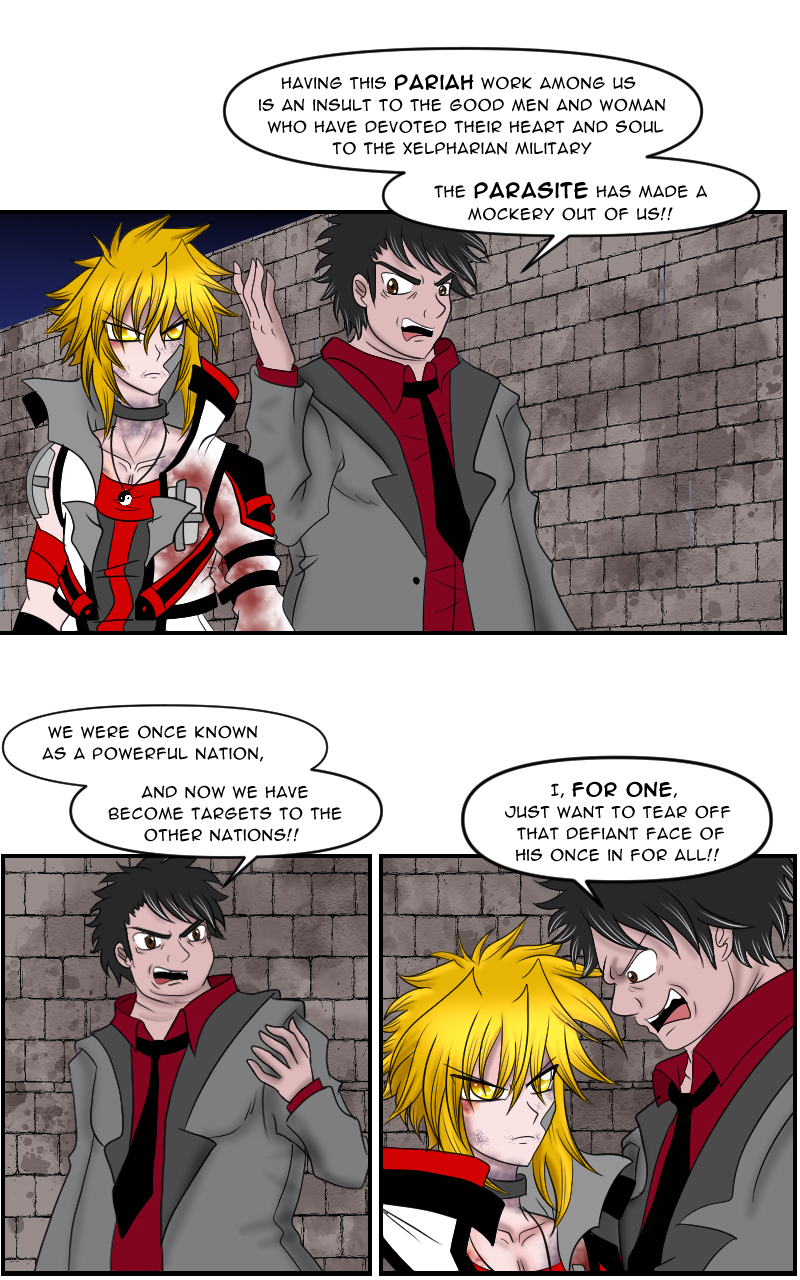 HAVING THIS PARIAH WORK AMONG US
IS AN INSULT TO THE GOOD MEN AND WOMAN
WHO HAVE DEVOTED THEIR HEART AND SOUL
TO THE XELPHARIAN MILITARY
THE PARASITE HAS MADE A
MOCKERY OUT OF US!!
WE WERE ONCE KNOWN
AS A POWERFUL NATION,
AND NOW WE HAVE
BECOME TARGETS TO THE
OTHER NATIONS!!
I, FOR ONE,
JUST WANT TO TEAR OFF
THAT DEFIANT FACE OF
HIS ONCE IN FOR ALL!!